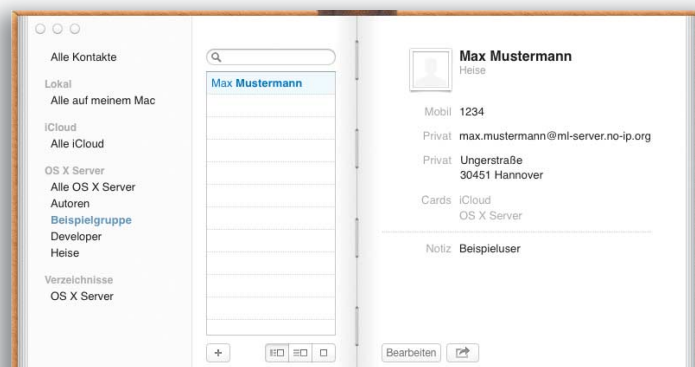 Alle Kontakte
Lokal
Alle auf meinem Mac
iCloud
Alle iCloud
OS X Server
Alle OS X Server
Autoren
Beispielgruppe
Developer
Heise
Verzeichnisse
OS X Server
Max Mustermann
Max Mustermann
Heise
Mobil 1234
Privat max.mustermann@ml-server.no-ip.org
Privat Ungerstraße
30451 Hannover
Cards iCloud
OS X Server
Notiz Beispieluser
Bearbeiten